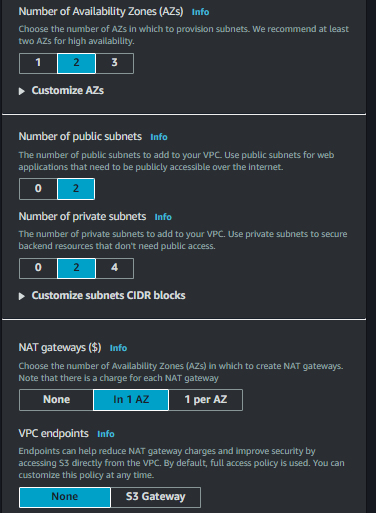 Number of Availability Zones (AZs) Info
Choose the number of AZs in which to provision subnets. We recommend at least
two AZs for high availability.
1 2 3
Customize AZs
Number of public subnets Info
The number of public subnets to add to your VPC. Use public subnets for web
applications that need to be publicly accessible over the internet.
0 2
Number of private subnets Info
The number of private subnets to add to your VPC. Use private subnets to secure
backend resources that don't need public access.
0 2 4
Customize subnets CIDR blocks
NAT gateways ($) Info
Choose the number of Availability Zones (AZs) in which to create NAT gateways.
Note that there is a charge for each NAT gateway
None In 1 AZ 1 per AZ
VPC endpoints Info
Endpoints can help reduce NAT gateway charges and improve security by
accessing S3 directly from the VPC. By default, full access policy is used. You can
customize this policy at any time.
None S3 Gateway